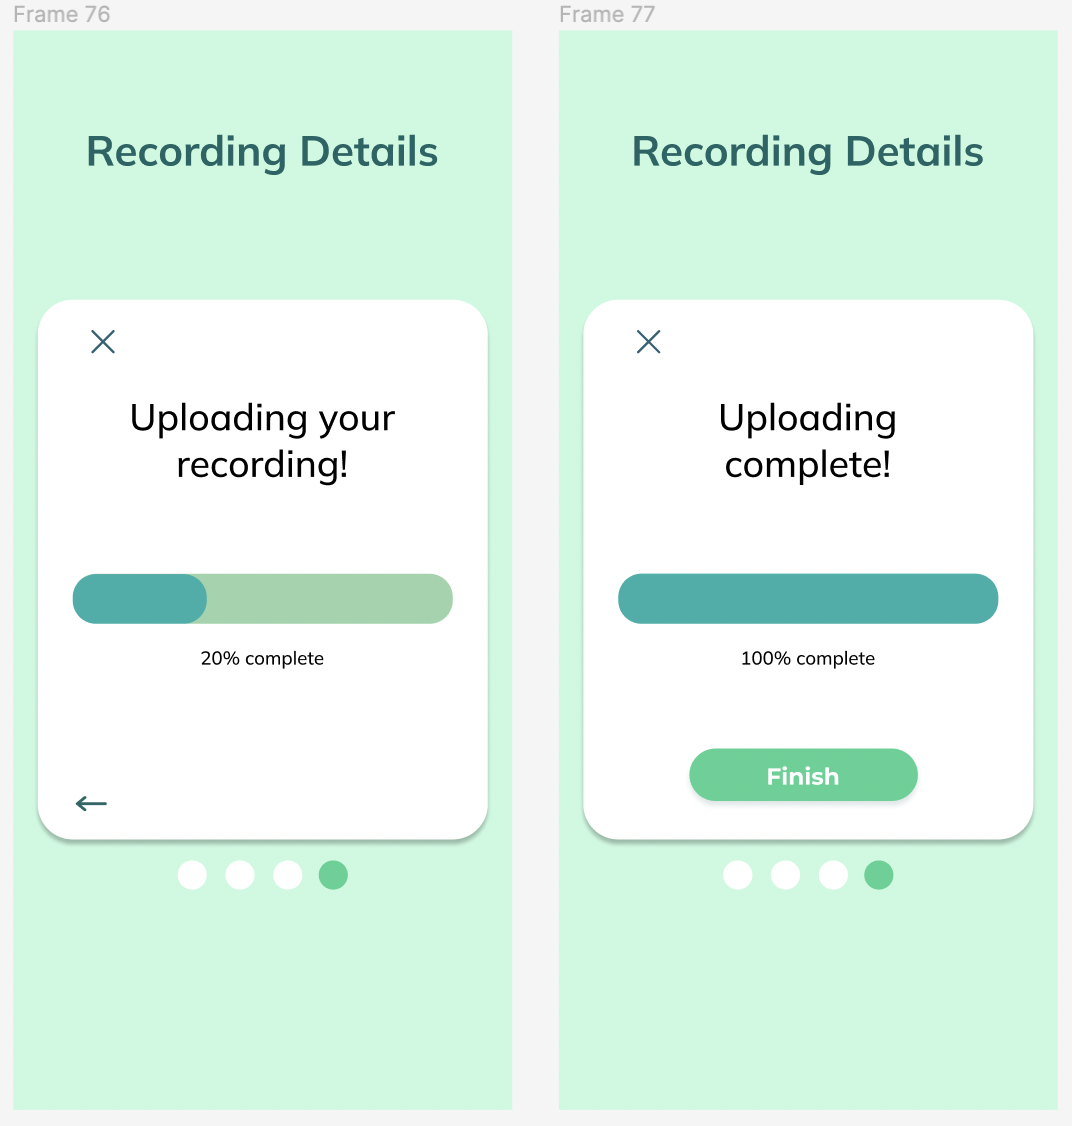 Frame 76
Recording Details
Uploading your
recording!
20% complete
Frame 77
Recording Details
Uploading
complete!
100% complete
Finish